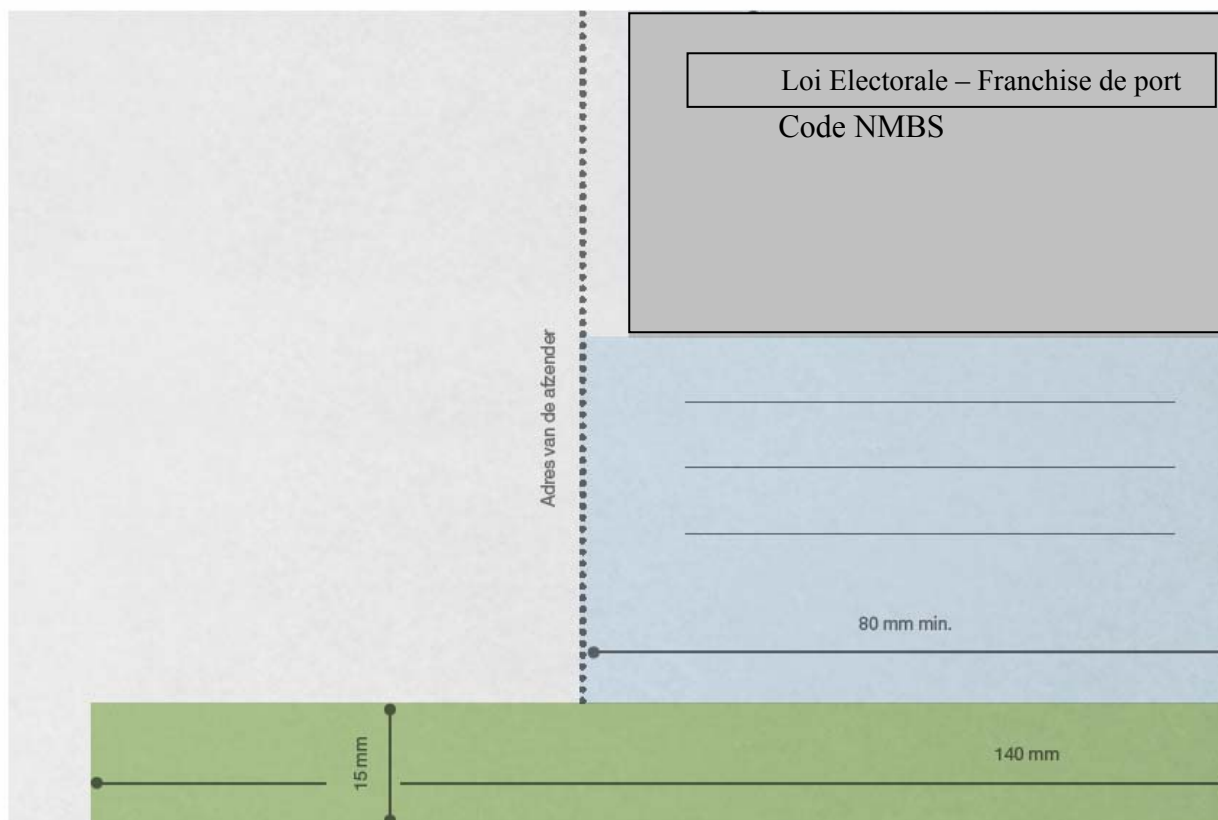 Loi Electorale – Franchise de port
Code NMBS
Adres van de afzender
80 mm min.
15 mm
140 mm